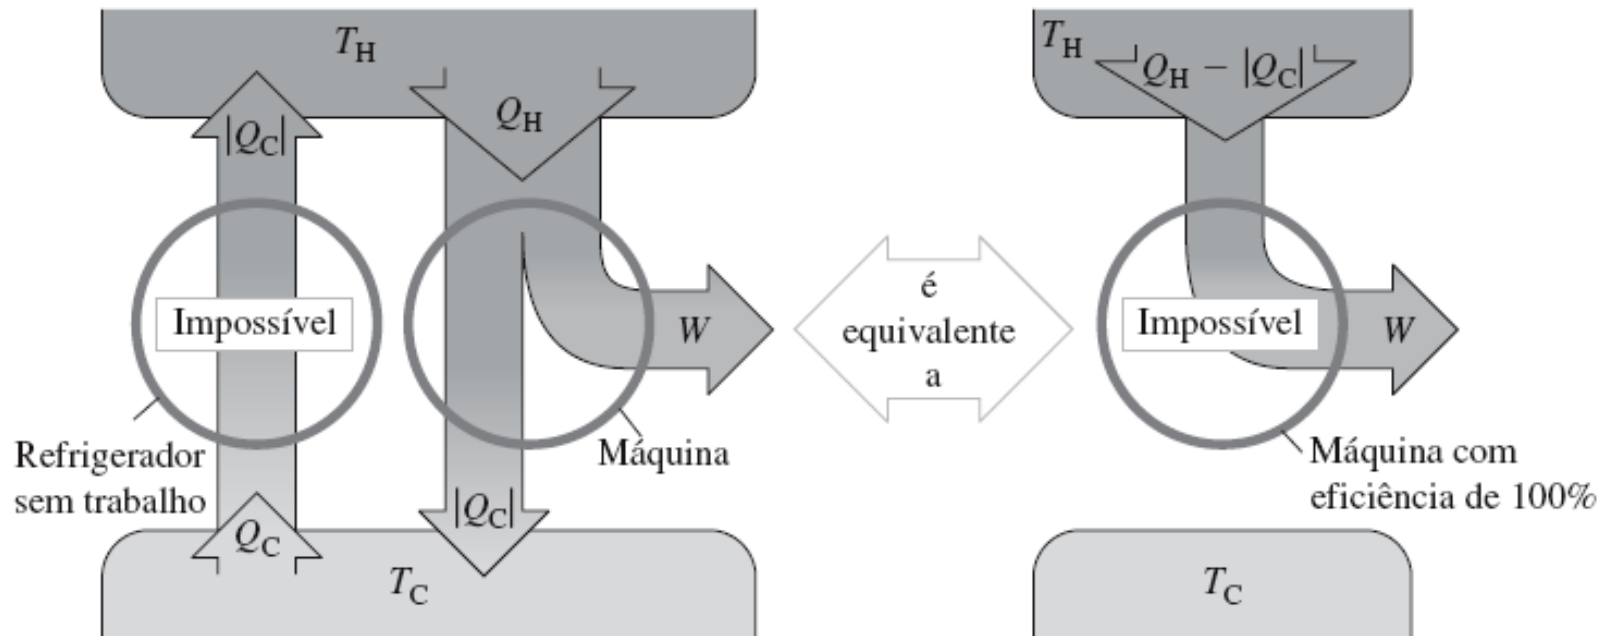 T_H
|Q_C|
Q_H
Impossível
W
Refrigerador
sem trabalho
Máquina
Q_C
|Q_C|
T_C
é
equivalente
a
T_H
Q_H − |Q_C|
Impossível
W
Máquina com
eficiência de 100%
T_C